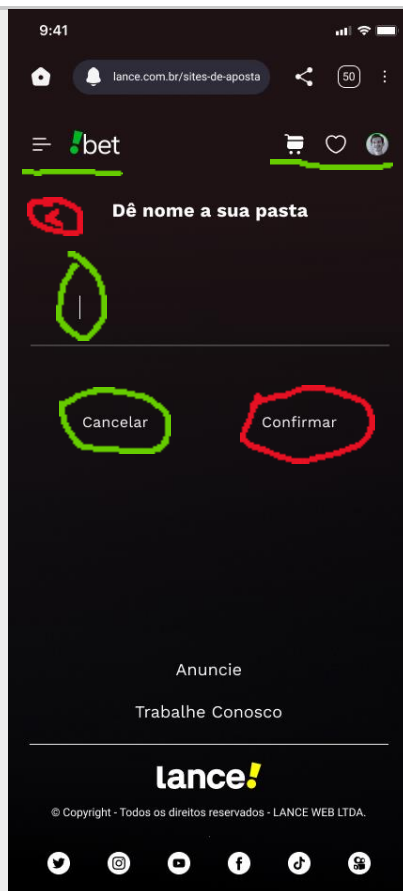 9:41
lance.com.br/sites-de-aposta
50
!bet
Dê nome a sua pasta
Cancelar
Confirmar
Anuncie
Trabalhe Conosco
lance!
© Copyright - Todos os direitos reservados - LANCE WEB LTDA.